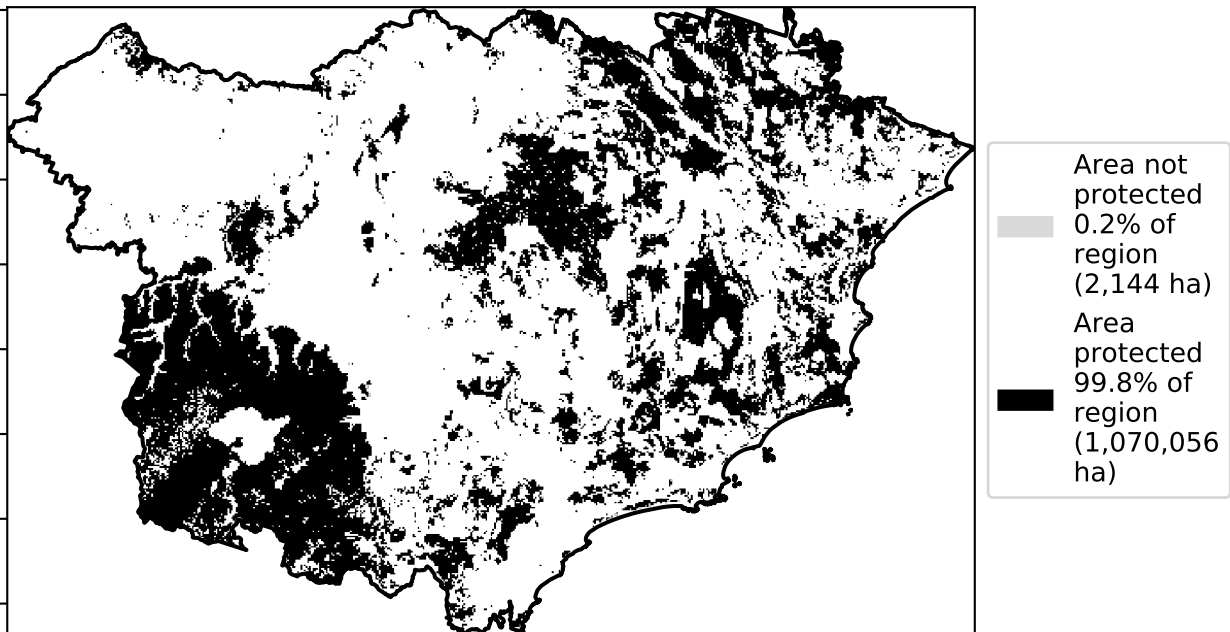 Area not
protected
0.2% of
region
(2,144 ha)
Area
protected
99.8% of
region
(1,070,056
ha)